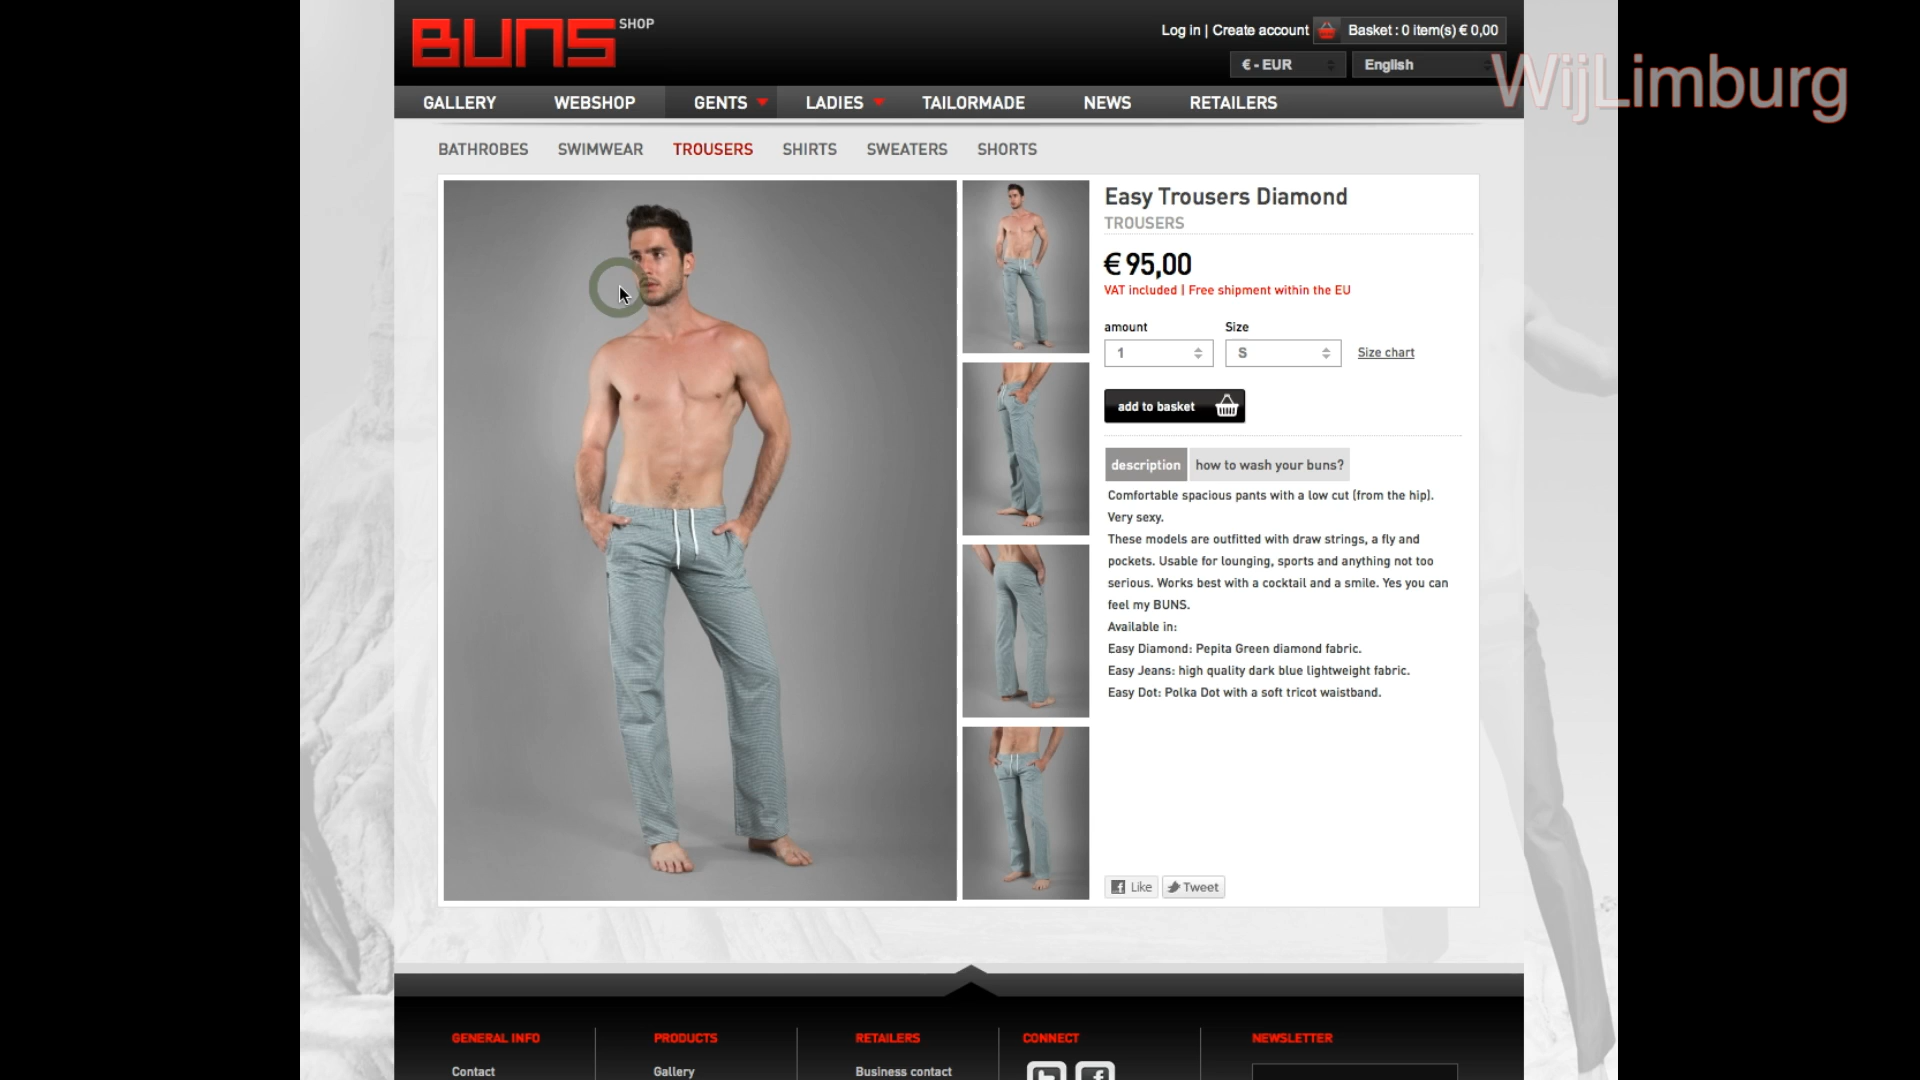 BUNS SHOP
Log in | Create account
Basket : 0 item(s) € 0,00
€ - EUR
English
WijLimburg
GALLERY
WEBSHOP
GENTS
LADIES
TAILORMADE
NEWS
RETAILERS
BATHROBES
SWIMWEAR
TROUSERS
SHIRTS
SWEATERS
SHORTS
Easy Trousers Diamond
TROUSERS
€ 95,00
VAT included | Free shipment within the EU
amount
Size
1
S
Size chart
add to basket
description
how to wash your buns?
Comfortable spacious pants with a low cut (from the hip).
Very sexy.
These models are outfitted with draw strings, a fly and
pockets. Usable for lounging, sports and anything not too
serious. Works best with a cocktail and a smile. Yes you can
feel my BUNS.
Available in:
Easy Diamond: Pepita Green diamond fabric.
Easy Jeans: high quality dark blue lightweight fabric.
Easy Dot: Polka Dot with a soft tricot waistband.
Like
Tweet
GENERAL INFO
PRODUCTS
RETAILERS
CONNECT
NEWSLETTER
Contact
Gallery
Business contact